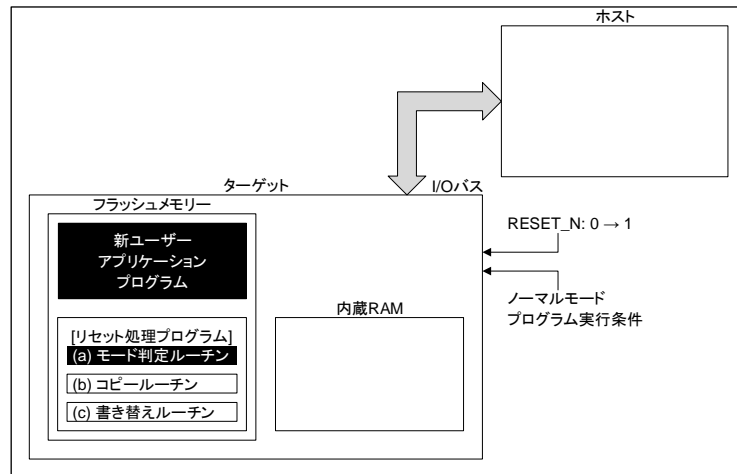 ホスト
ターゲット
I/Oバス
フラッシュメモリー
新ユーザー
アプリケーション
プログラム
RESET_N: 0 → 1
ノーマルモード
プログラム実行条件
内蔵RAM
[リセット処理プログラム]
(a) モード判定ルーチン
(b) コピールーチン
(c) 書き替えルーチン